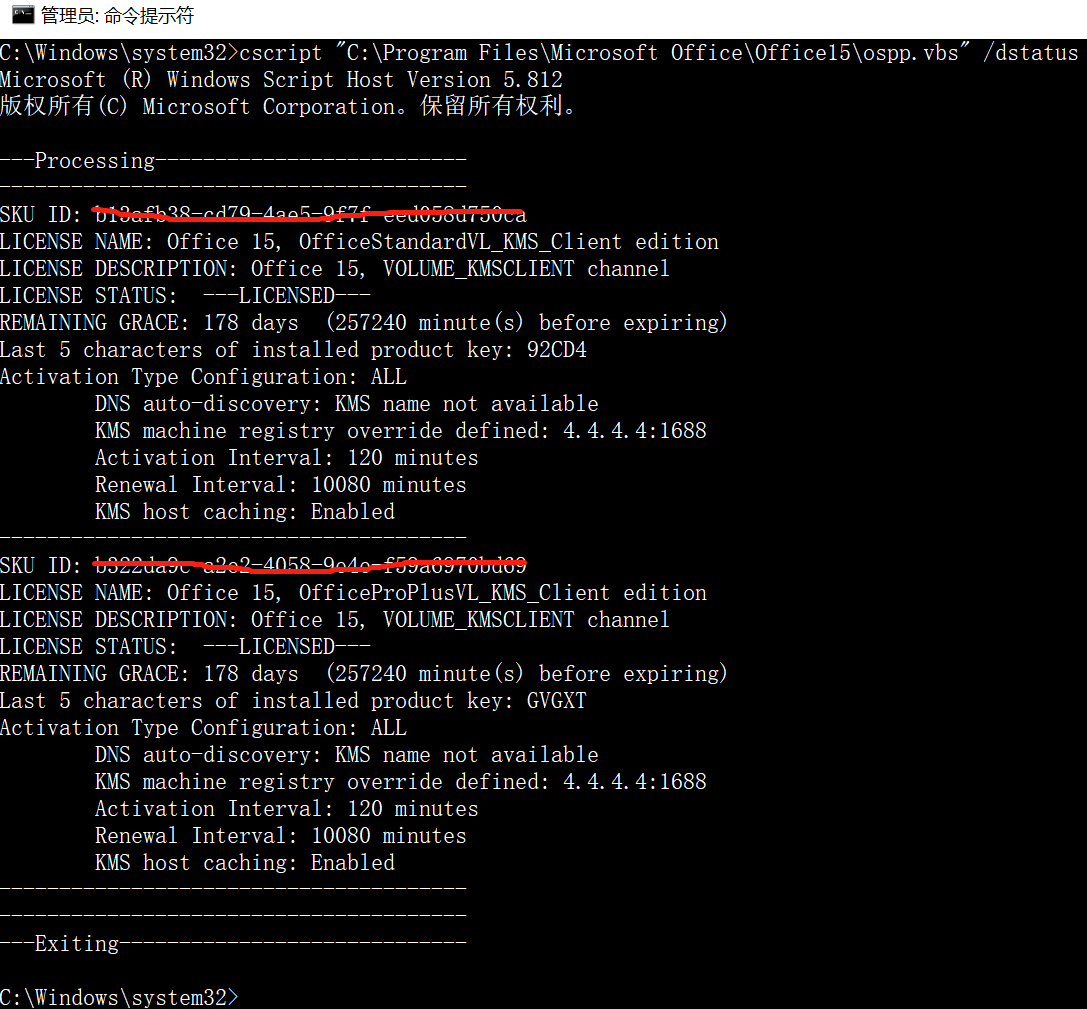 管理员: 命令提示符
C:\Windows\system32>cscript "C:\Program Files\Microsoft Office\Office15\ospp.vbs" /dstatus
Microsoft (R) Windows Script Host Version 5.812
版权所有(C) Microsoft Corporation。保留所有权利。
---Processing--------------------------
---------------------------------------
SKU ID:
LICENSE NAME: Office 15, OfficeStandardVL_KMS_Client edition
LICENSE DESCRIPTION: Office 15, VOLUME_KMSCLIENT channel
LICENSE STATUS:  ---LICENSED---
REMAINING GRACE: 178 days  (257240 minute(s) before expiring)
Last 5 characters of installed product key: 92CD4
Activation Type Configuration: ALL
DNS auto-discovery: KMS name not available
KMS machine registry override defined: 4.4.4.4:1688
Activation Interval: 120 minutes
Renewal Interval: 10080 minutes
KMS host caching: Enabled
---------------------------------------
SKU ID:
LICENSE NAME: Office 15, OfficeProPlusVL_KMS_Client edition
LICENSE DESCRIPTION: Office 15, VOLUME_KMSCLIENT channel
LICENSE STATUS:  ---LICENSED---
REMAINING GRACE: 178 days  (257240 minute(s) before expiring)
Last 5 characters of installed product key: GVGXT
Activation Type Configuration: ALL
DNS auto-discovery: KMS name not available
KMS machine registry override defined: 4.4.4.4:1688
Activation Interval: 120 minutes
Renewal Interval: 10080 minutes
KMS host caching: Enabled
---------------------------------------
---------------------------------------
---Exiting-----------------------------
C:\Windows\system32>